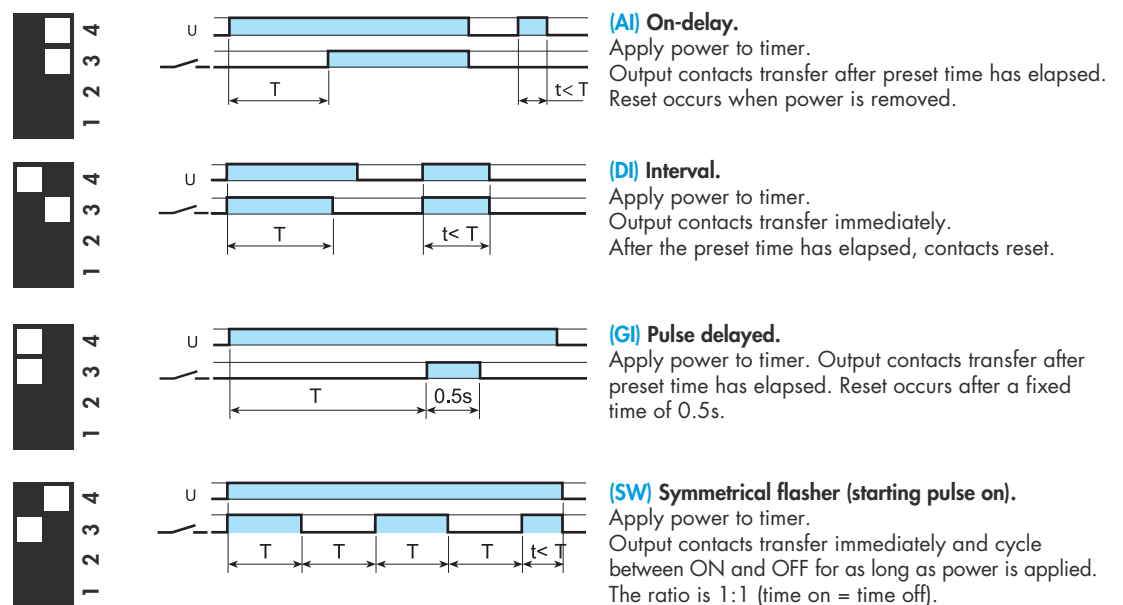 4
3
2
1
U
T
t< T
(AI) On-delay.
Apply power to timer.
Output contacts transfer after preset time has elapsed.
Reset occurs when power is removed.
4
3
2
1
U
T
t< T
(DI) Interval.
Apply power to timer.
Output contacts transfer immediately.
After the preset time has elapsed, contacts reset.
4
3
2
1
U
T
0.5s
(GI) Pulse delayed.
Apply power to timer. Output contacts transfer after
preset time has elapsed. Reset occurs after a fixed
time of 0.5s.
4
3
2
1
U
T T T T t< T
(SW) Symmetrical flasher (starting pulse on).
Apply power to timer.
Output contacts transfer immediately and cycle
between ON and OFF for as long as power is applied.
The ratio is 1:1 (time on = time off).